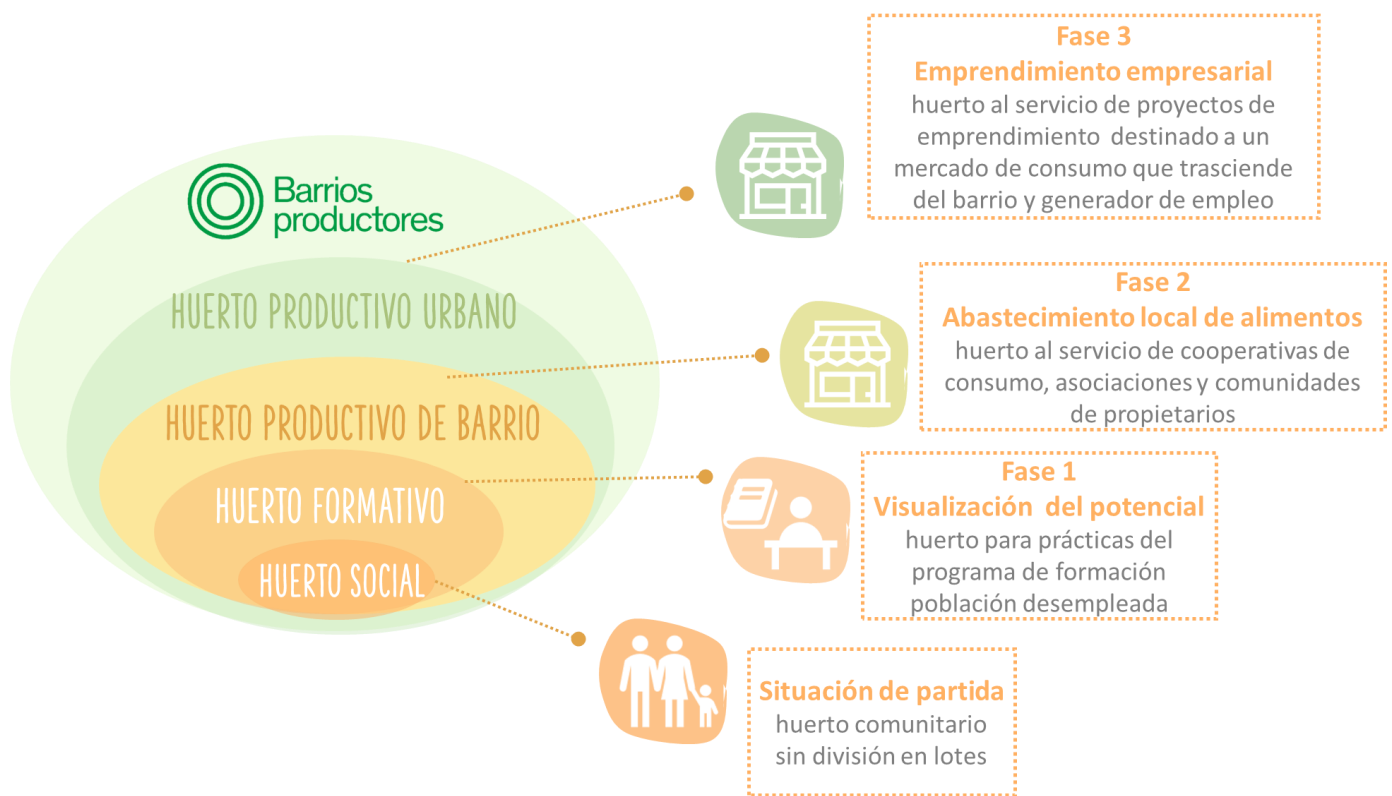 Barrios
productores
HUERTO PRODUCTIVO URBANO
HUERTO PRODUCTIVO DE BARRIO
HUERTO FORMATIVO
HUERTO SOCIAL
Fase 3
Emprendimiento empresarial
huerto al servicio de proyectos de
emprendimiento destinado a un
mercado de consumo que trasciende
del barrio y generador de empleo
Fase 2
Abastecimiento local de alimentos
huerto al servicio de cooperativas de
consumo, asociaciones y comunidades
de propietarios
Fase 1
Visualización del potencial
huerto para prácticas del
programa de formación
población desempleada
Situación de partida
huerto comunitario
sin división en lotes